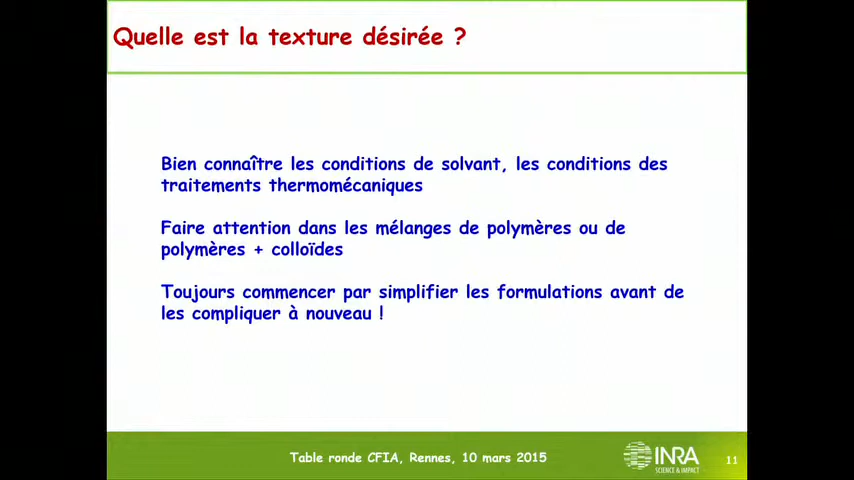 Quelle est la texture désirée ?
Bien connaître les conditions de solvant, les conditions des
traitements thermomécaniques
Faire attention dans les mélanges de polymères ou de
polymères + colloïdes
Toujours commencer par simplifier les formulations avant de
les compliquer à nouveau !
Table ronde CFIA, Rennes, 10 mars 2015
INRA
SCIENCE & IMPACT
11